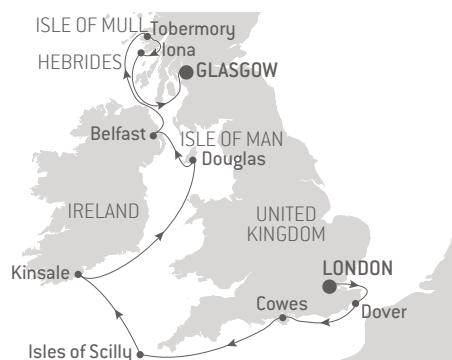 ISLE OF MULL
Tobermory
Iona
HEBRIDES
GLASGOW
Belfast
ISLE OF MAN
Douglas
IRELAND
UNITED
KINGDOM
LONDON
Kinsale
Cowes
Dover
Isles of Scilly